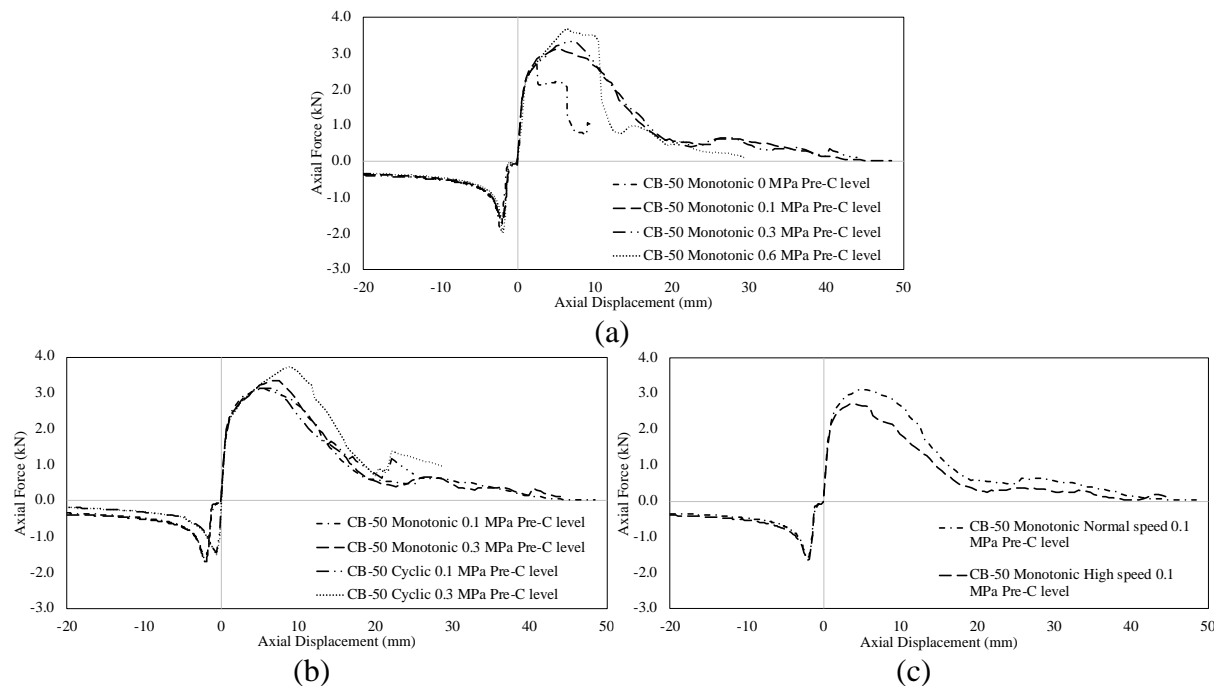 4.0
3.0
2.0
1.0
0.0
-1.0
-2.0
-3.0
Axial Force (kN)
CB-50 Monotonic 0 MPa Pre-C level
CB-50 Monotonic 0.1 MPa Pre-C level
CB-50 Monotonic 0.3 MPa Pre-C level
CB-50 Monotonic 0.6 MPa Pre-C level
-20 -10 0 10 20 30 40 50
Axial Displacement (mm)
(a)
4.0
3.0
2.0
1.0
0.0
-1.0
-2.0
-3.0
Axial Force (kN)
CB-50 Monotonic 0.1 MPa Pre-C level
CB-50 Monotonic 0.3 MPa Pre-C level
CB-50 Cyclic 0.1 MPa Pre-C level
CB-50 Cyclic 0.3 MPa Pre-C level
-20 -10 0 10 20 30 40 50
Axial Displacement (mm)
(b)
4.0
3.0
2.0
1.0
0.0
-1.0
-2.0
-3.0
Axial Force (kN)
CB-50 Monotonic Normal speed 0.1
MPa Pre-C level
CB-50 Monotonic High speed 0.1
MPa Pre-C level
-20 -10 0 10 20 30 40 50
Axial Displacement (mm)
(c)